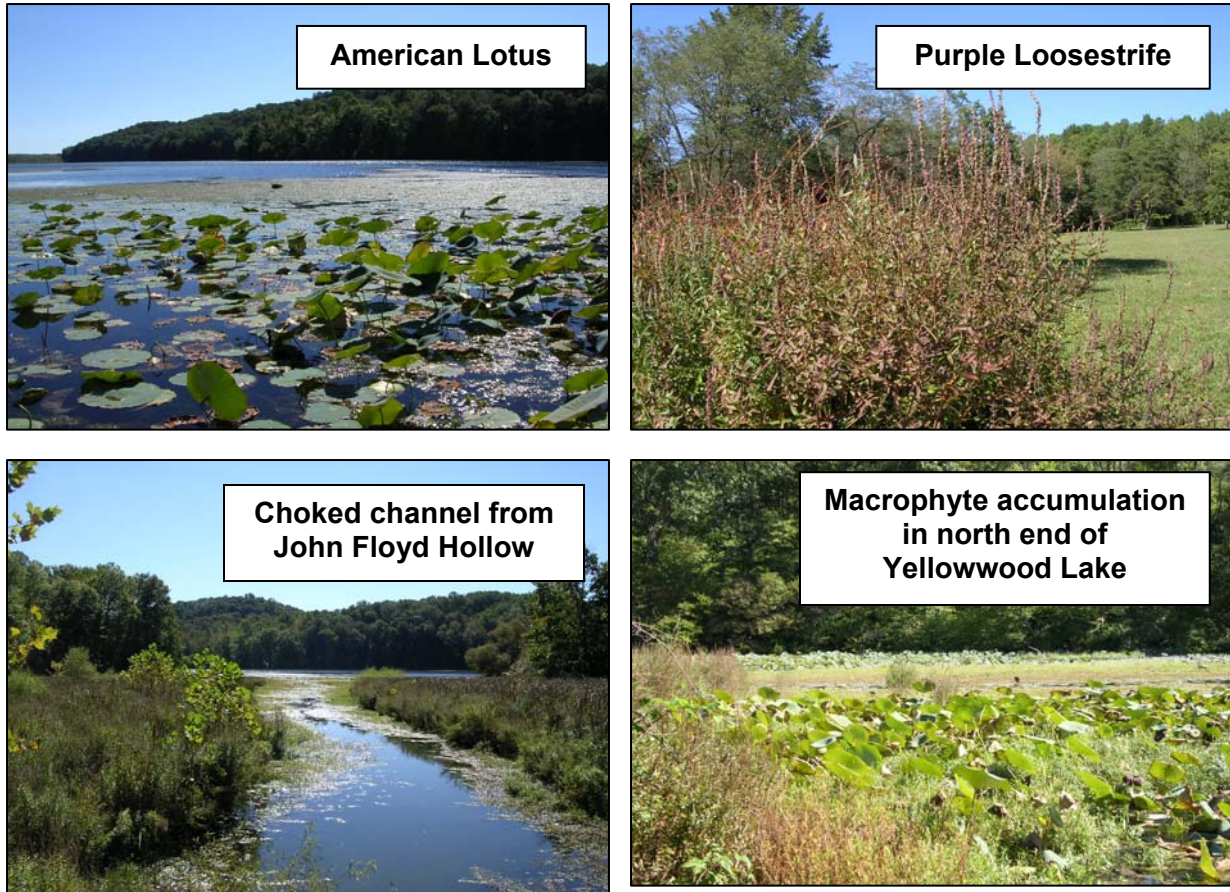 American Lotus
Purple Loosestrife
Choked channel from
John Floyd Hollow
Macrophyte accumulation
in north end of
Yellowwood Lake